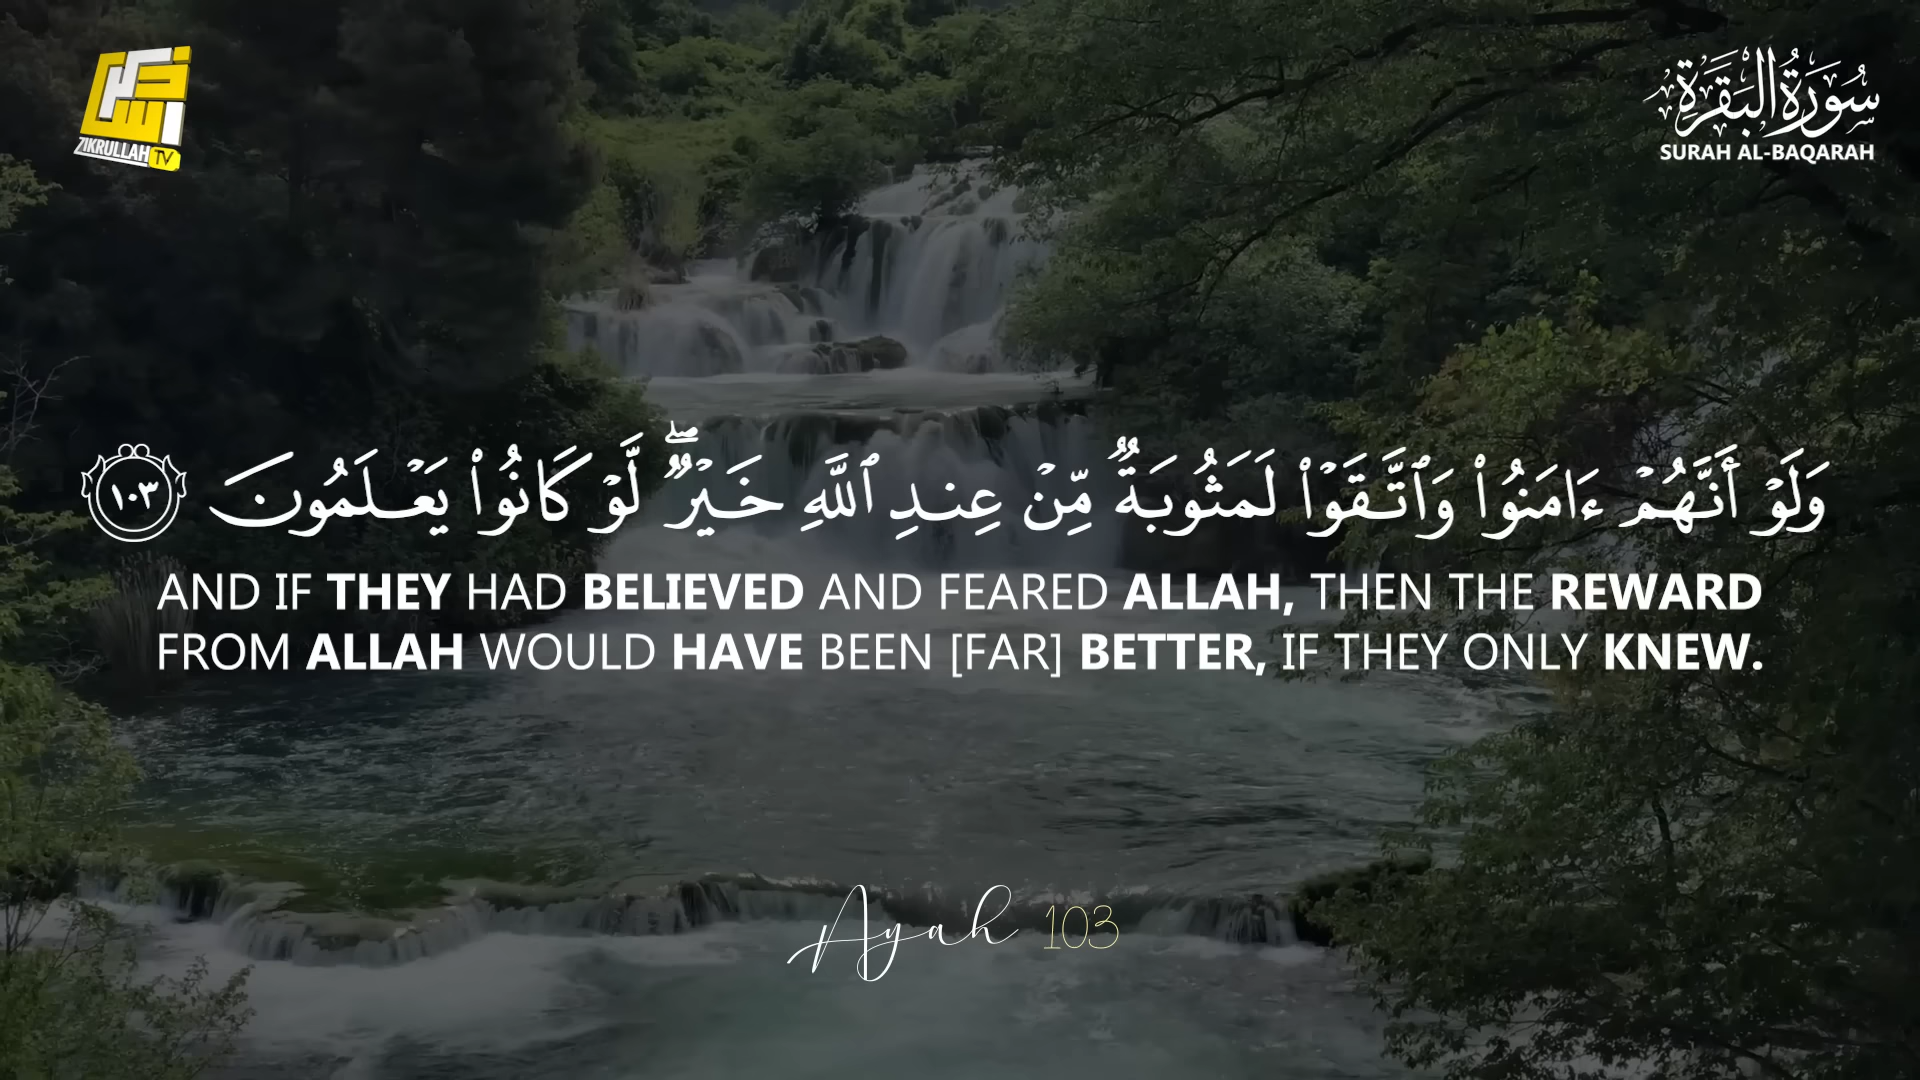 ذكر الله
ZIKRULLAH TV
سُورَةُ البَقَرَةِ
SURAH AL-BAQARAH
وَلَوْ أَنَّهُمْ ءَامَنُوا۟ وَٱتَّقَوْا۟ لَمَثُوبَةٌ مِّنْ عِندِ ٱللَّهِ خَيْرٌ ۖ لَّوْ كَانُوا۟ يَعْلَمُونَ ١٠٣
AND IF THEY HAD BELIEVED AND FEARED ALLAH, THEN THE REWARD
FROM ALLAH WOULD HAVE BEEN [FAR] BETTER, IF THEY ONLY KNEW.
Ayah 103